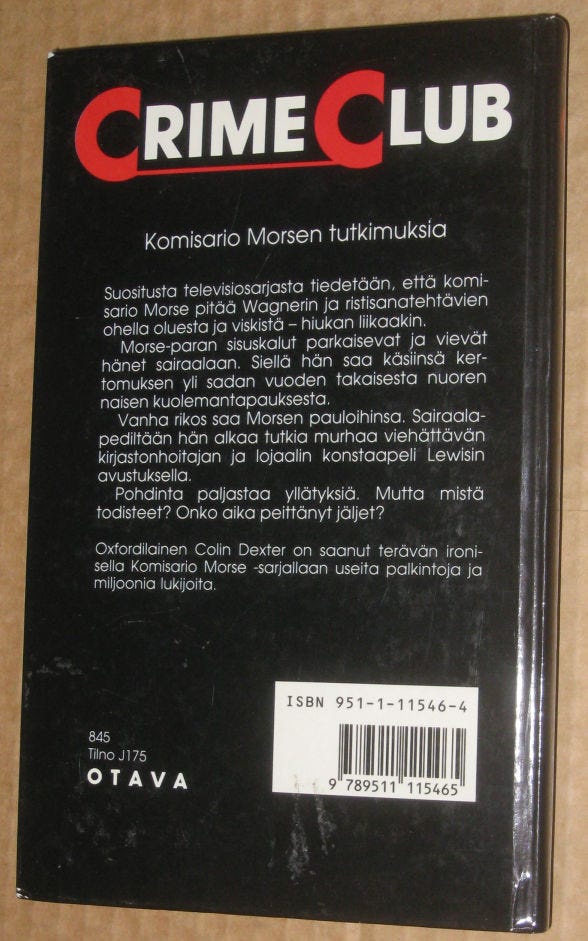 CRIME CLUB
Komisario Morsen tutkimuksia
Suositusta televisiosarjasta tiedetään, että komi-
sario Morse pitää Wagnerin ja ristisanatehtävien
ohella oluesta ja viskistä – hiukan liikaakin.
Morse-paran sisuskalut parkaisevat ja vievät
hänet sairaalaan. Siellä hän saa käsiinsä ker-
tomuksen yli sadan vuoden takaisesta nuoren
naisen kuolemantapauksesta.
Vanha rikos saa Morsen pauloihinsa. Sairaala-
pediltään hän alkaa tutkia murhaa viehättävän
kirjastonhoitajan ja lojaalin konstaapeli Lewisin
avustuksella.
Pohdinta paljastaa yllätyksiä. Mutta mistä
todisteet? Onko aika peittänyt jäljet?
Oxfordilainen Colin Dexter on saanut terävän ironi-
sella Komisario Morse -sarjallaan useita palkintoja ja
miljoonia lukijoita.
ISBN 951-1-11546-4
9 789511 115465
845
Tilno J175
OTAVA